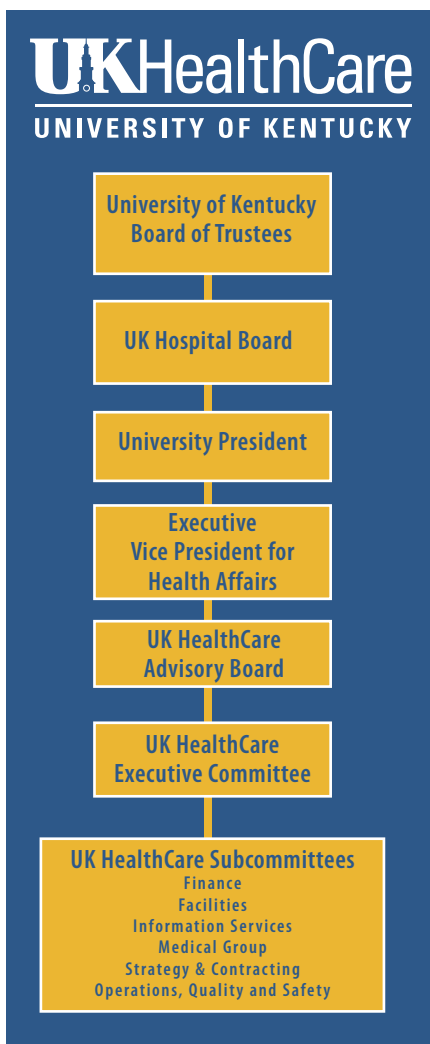 UKHealthCare
UNIVERSITY OF KENTUCKY
University of Kentucky
Board of Trustees
UK Hospital Board
University President
Executive
Vice President for
Health Affairs
UK HealthCare
Advisory Board
UK HealthCare
Executive Committee
UK HealthCare Subcommittees
Finance
Facilities
Information Services
Medical Group
Strategy & Contracting
Operations, Quality and Safety